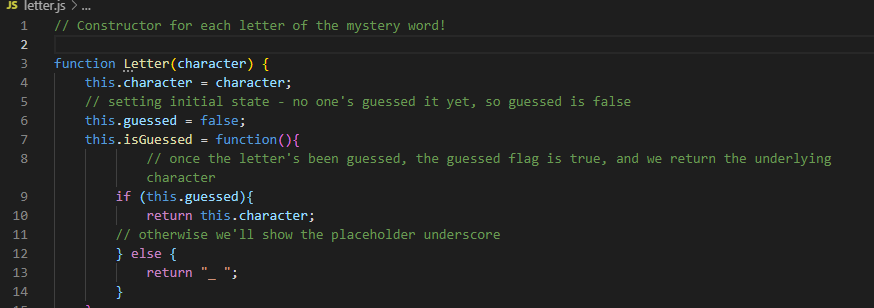 JS letter.js > ...
1 // Constructor for each letter of the mystery word!
2
3 function Letter(character) {
4 this.character = character;
5 // setting initial state - no one's guessed it yet, so guessed is false
6 this.guessed = false;
7 this.isGuessed = function(){
8 // once the letter's been guessed, the guessed flag is true, and we return the underlying
character
9 if (this.guessed){
10 return this.character;
11 // otherwise we'll show the placeholder underscore
12 } else {
13 return "_ ";
14 }